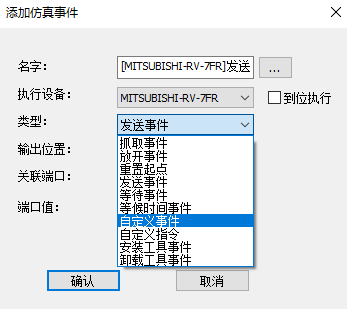 添加仿真事件
名字：
[MITSUBISHI-RV-7FR]发送
...
执行设备：
MITSUBISHI-RV-7FR
到位执行
类型：
发送事件
抓取事件
放开事件
重置起点
发送事件
等待事件
等候时间事件
自定义事件
自定义指令
安装工具事件
卸载工具事件
输出位置：
关联端口：
端口值：
确认
取消